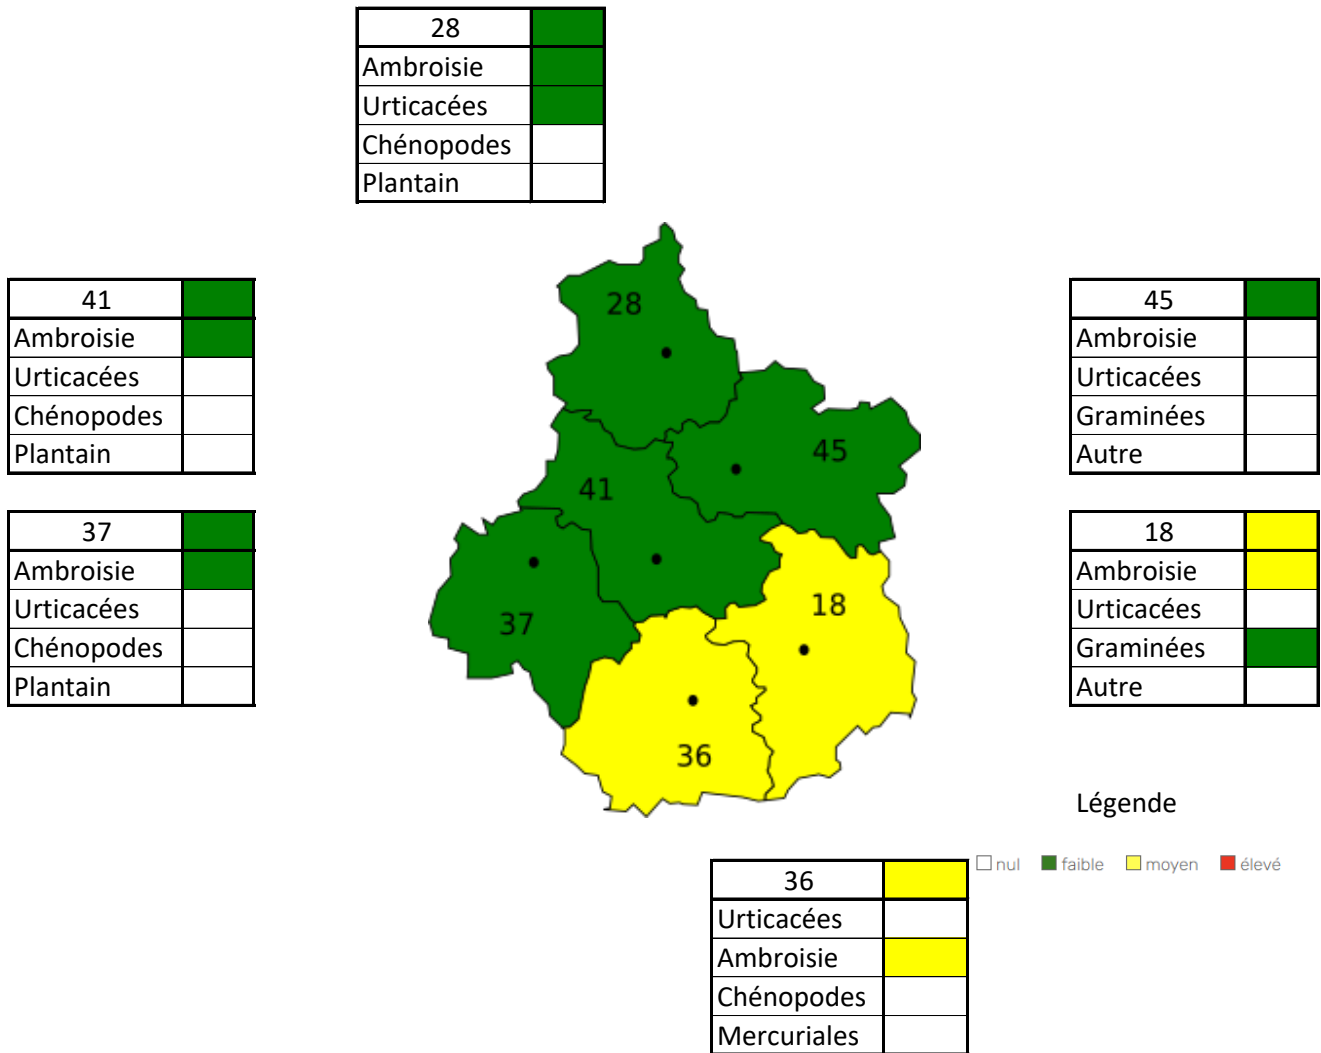 28
Ambroisie
Urticacées
Chénopodes
Plantain
41
Ambroisie
Urticacées
Chénopodes
Plantain
37
Ambroisie
Urticacées
Chénopodes
Plantain
28
45
41
18
37
36
45
Ambroisie
Urticacées
Graminées
Autre
18
Ambroisie
Urticacées
Graminées
Autre
Légende
nul faible moyen élevé
36
Urticacées
Ambroisie
Chénopodes
Mercuriales